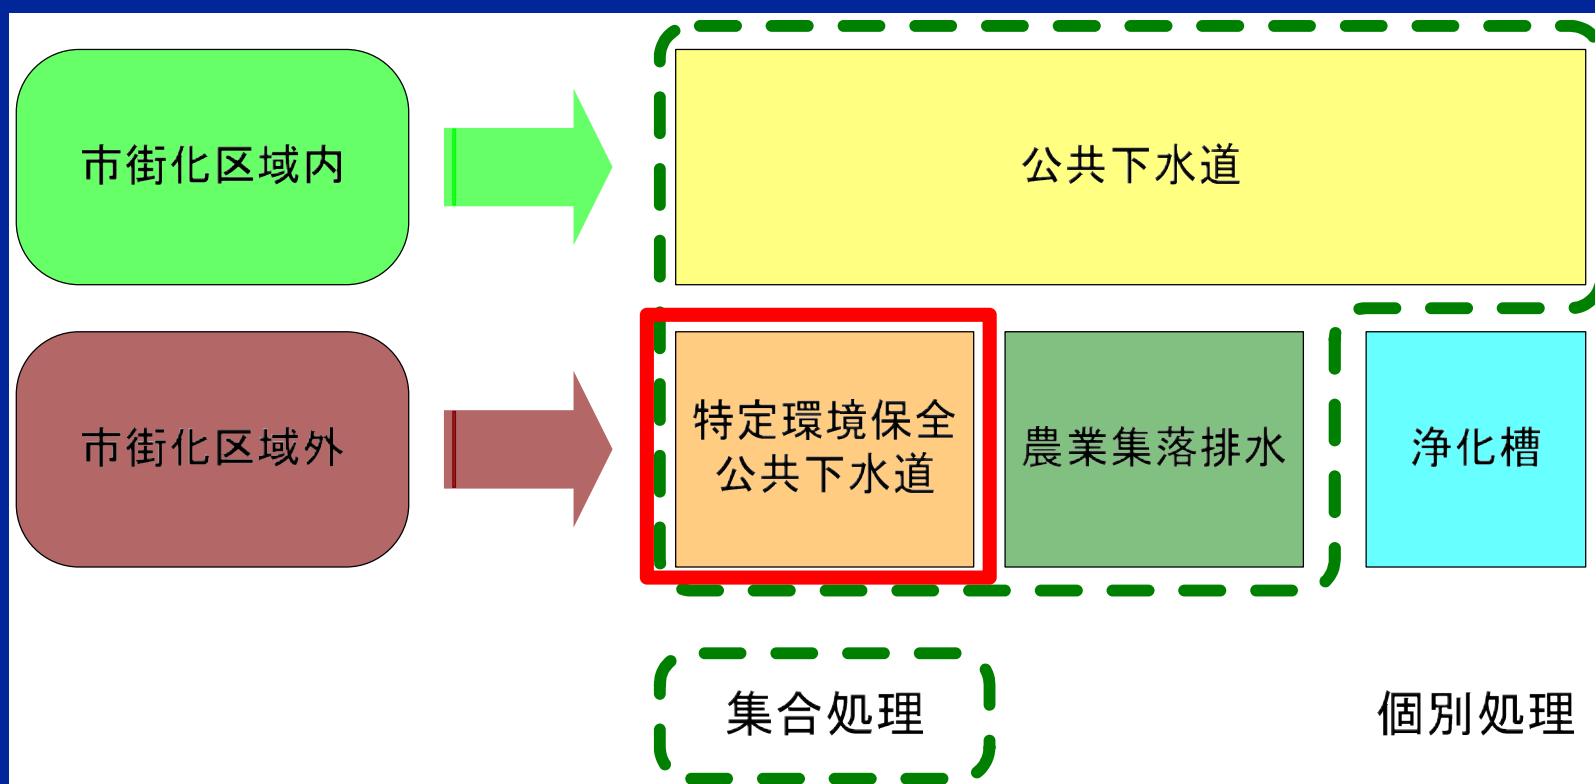 市街化区域内
公共下水道
市街化区域外
特定環境保全
公共下水道
農業集落排水
浄化槽
集合処理
個別処理